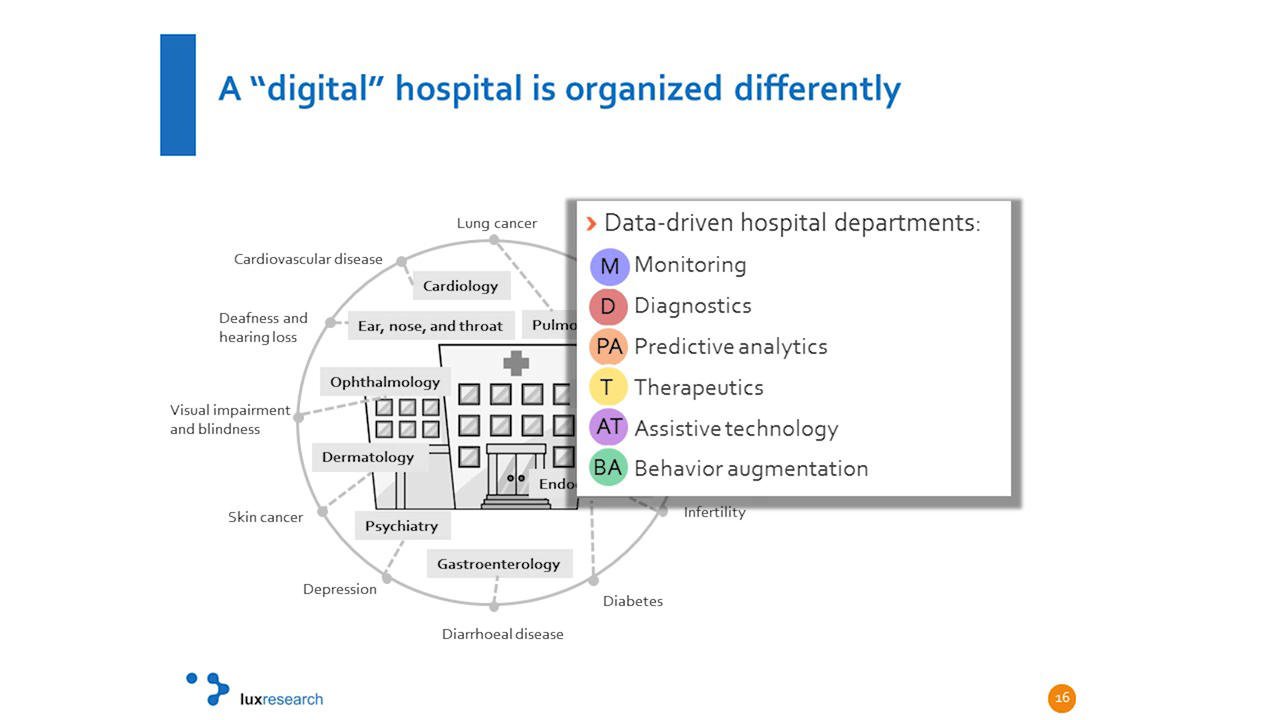 A “digital” hospital is organized differently
Lung cancer
Cardiovascular disease
Cardiology
Deafness and
hearing loss
Ear, nose, and throat
Pulmo
Ophthalmology
Visual impairment
and blindness
Dermatology
Endo
Skin cancer
Psychiatry
Gastroenterology
Depression
Diarrhoeal disease
Diabetes
Infertility
› Data-driven hospital departments:
M Monitoring
D Diagnostics
PA Predictive analytics
T Therapeutics
AT Assistive technology
BA Behavior augmentation
luxresearch
16